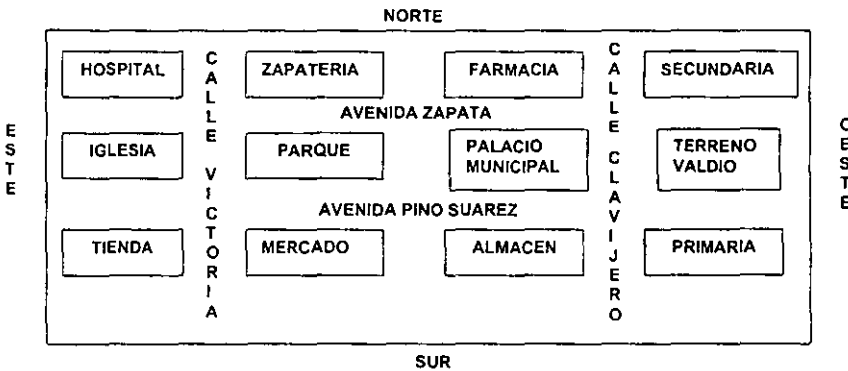 NORTE
HOSPITAL
ZAPATERIA
FARMACIA
SECUNDARIA
CALLE VICTORIA
CALLE CLAVIJERO
AVENIDA ZAPATA
ESTE
OESTE
IGLESIA
PARQUE
PALACIO
MUNICIPAL
TERRENO
VALDIO
AVENIDA PINO SUAREZ
TIENDA
MERCADO
ALMACEN
PRIMARIA
SUR